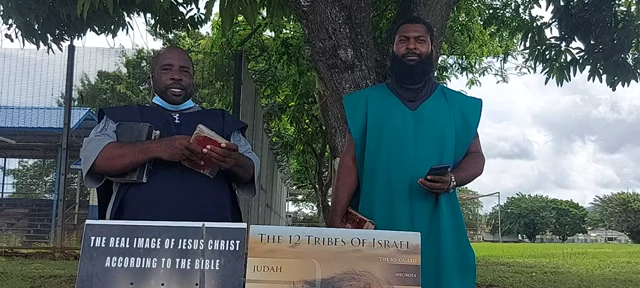 THE REAL IMAGE OF JESUS CHRIST
ACCORDING TO THE BIBLE
THE 12 TRIBES OF ISRAEL
JUDAH
THE SO-CALLED
NEGROES